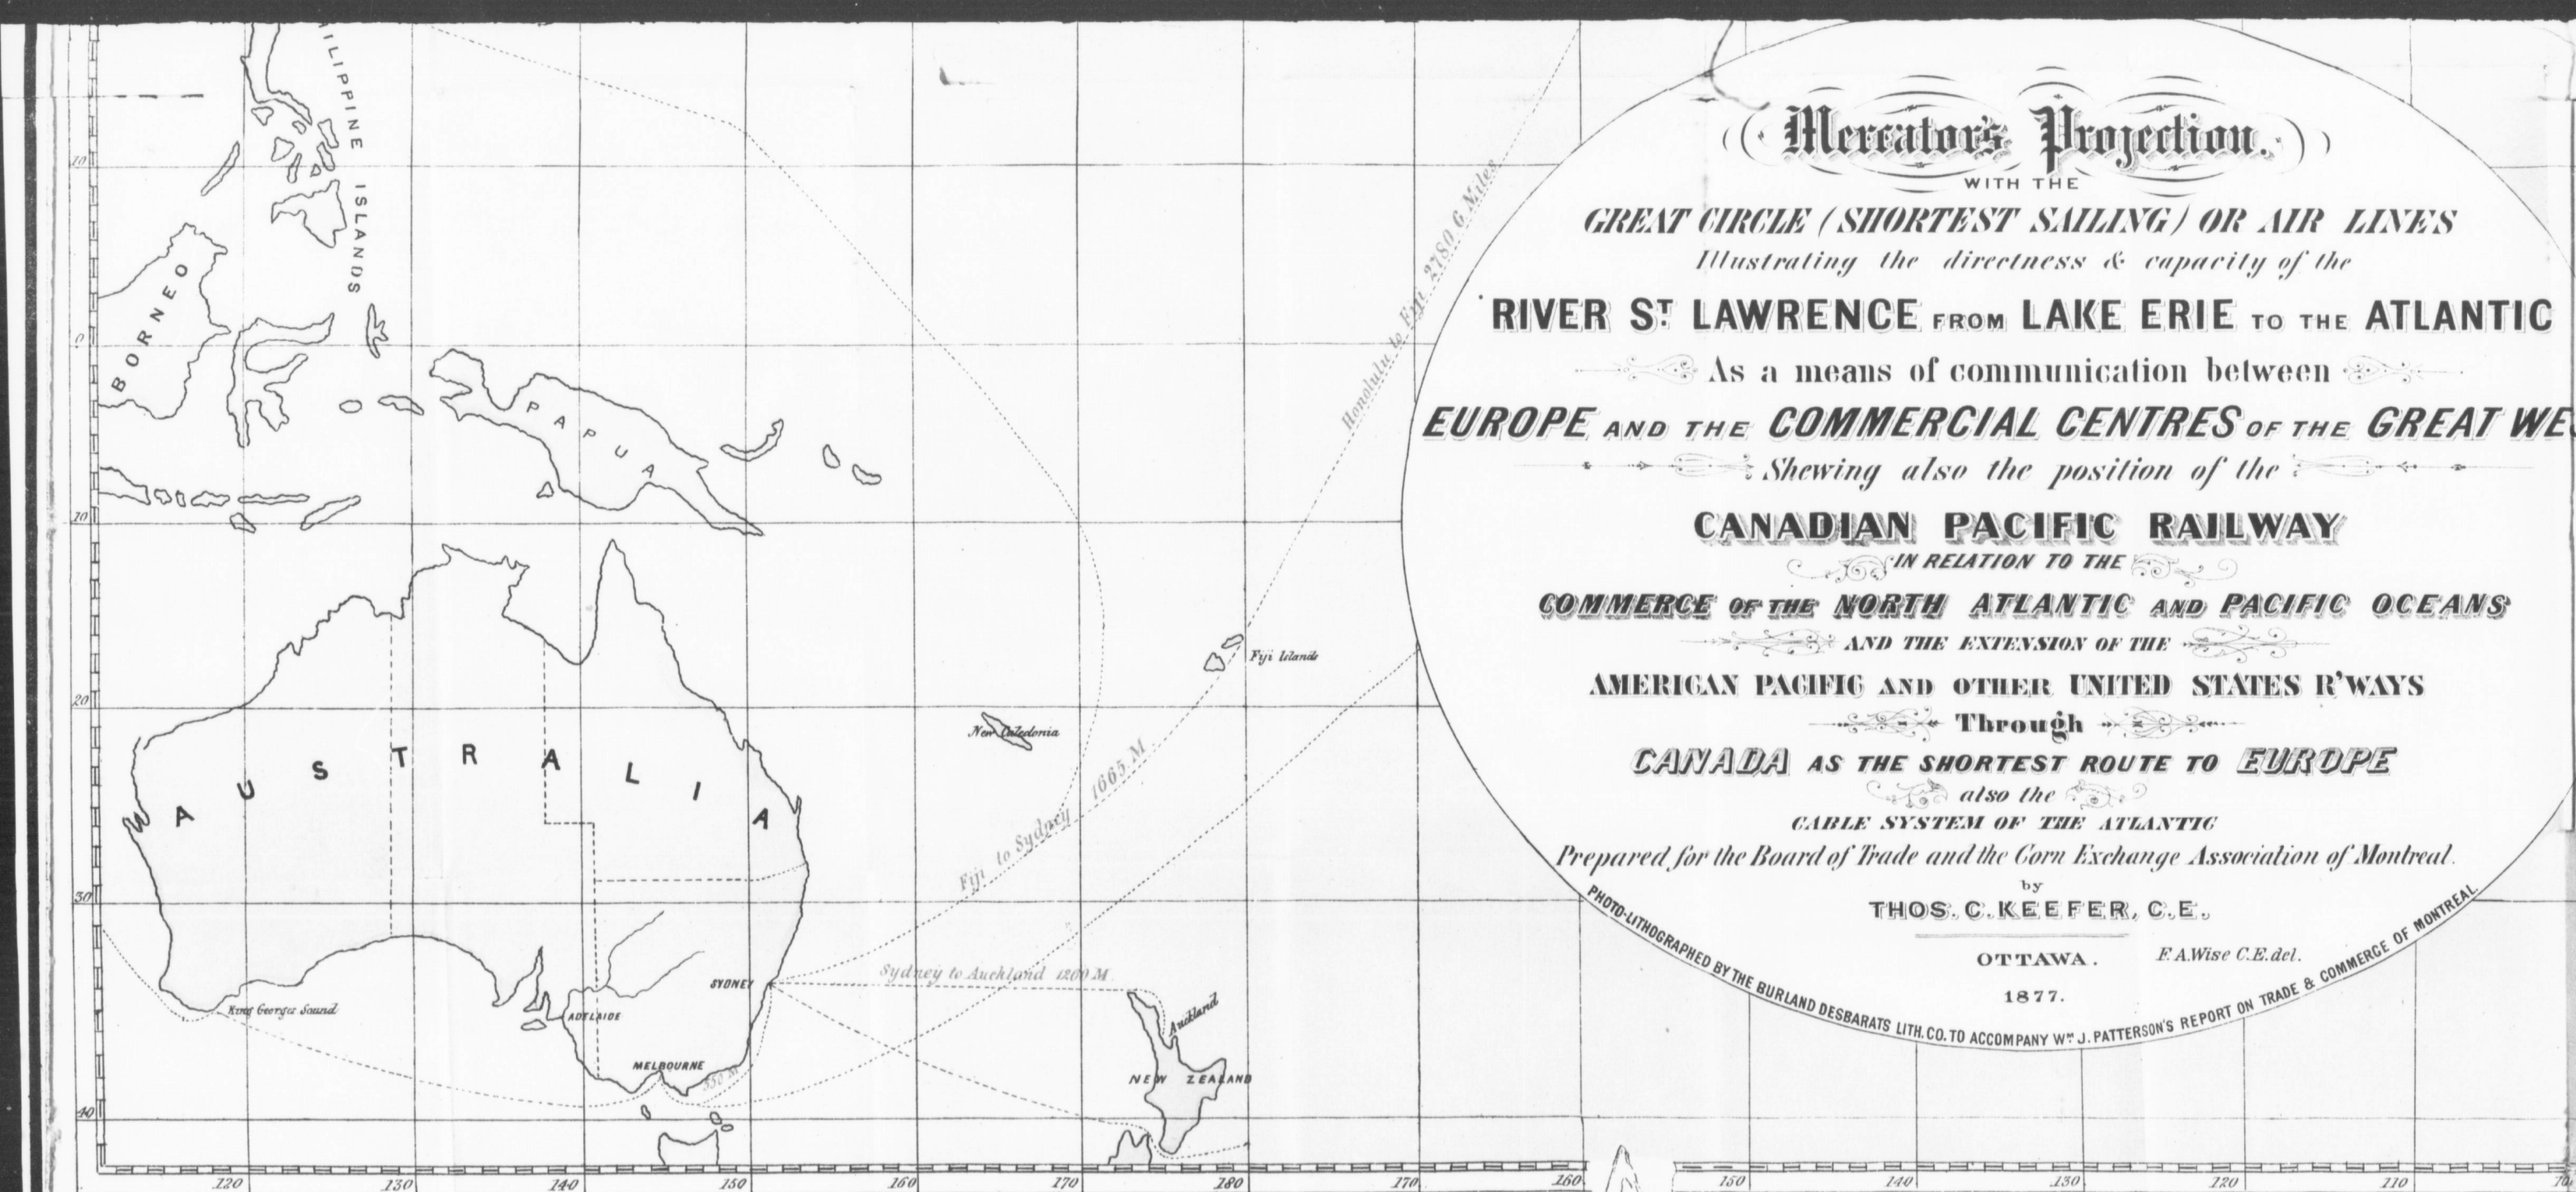 PHILIPPINE ISLANDS
BORNEO
PAPUA
AUSTRALIA
Honolulu to Fiji 2780.6 Miles
Fiji Islands
New Caledonia
Fiji to Sydney 1665 M
Sydney to Auckland 1200 M
SYDNEY
King Georges Sound
ADELAIDE
MELBOURNE
550 M
Auckland
NEW ZEALAND
10
0
10
20
30
40
120
130
140
150
160
170
180
170
160
150
140
130
120
110
Mercator's Projection.
WITH THE
GREAT CIRCLE (SHORTEST SAILING) OR AIR LINES
Illustrating the directness & capacity of the
RIVER ST LAWRENCE FROM LAKE ERIE TO THE ATLANTIC
As a means of communication between
EUROPE AND THE COMMERCIAL CENTRES OF THE GREAT WES
Shewing also the position of the
CANADIAN PACIFIC RAILWAY
IN RELATION TO THE
COMMERCE OF THE NORTH ATLANTIC AND PACIFIC OCEANS
AND THE EXTENSION OF THE
AMERICAN PACIFIC AND OTHER UNITED STATES R'WAYS
Through
CANADA AS THE SHORTEST ROUTE TO EUROPE
also the
CABLE SYSTEM OF THE ATLANTIC
Prepared for the Board of Trade and the Corn Exchange Association of Montreal.
by
THOS. C. KEEFER, C.E.
OTTAWA. F.A. Wise C.E. del.
1877.
PHOTO-LITHOGRAPHED BY THE BURLAND DESBARATS LITH. CO. TO ACCOMPANY WM J. PATTERSON'S REPORT ON TRADE & COMMERCE OF MONTREAL